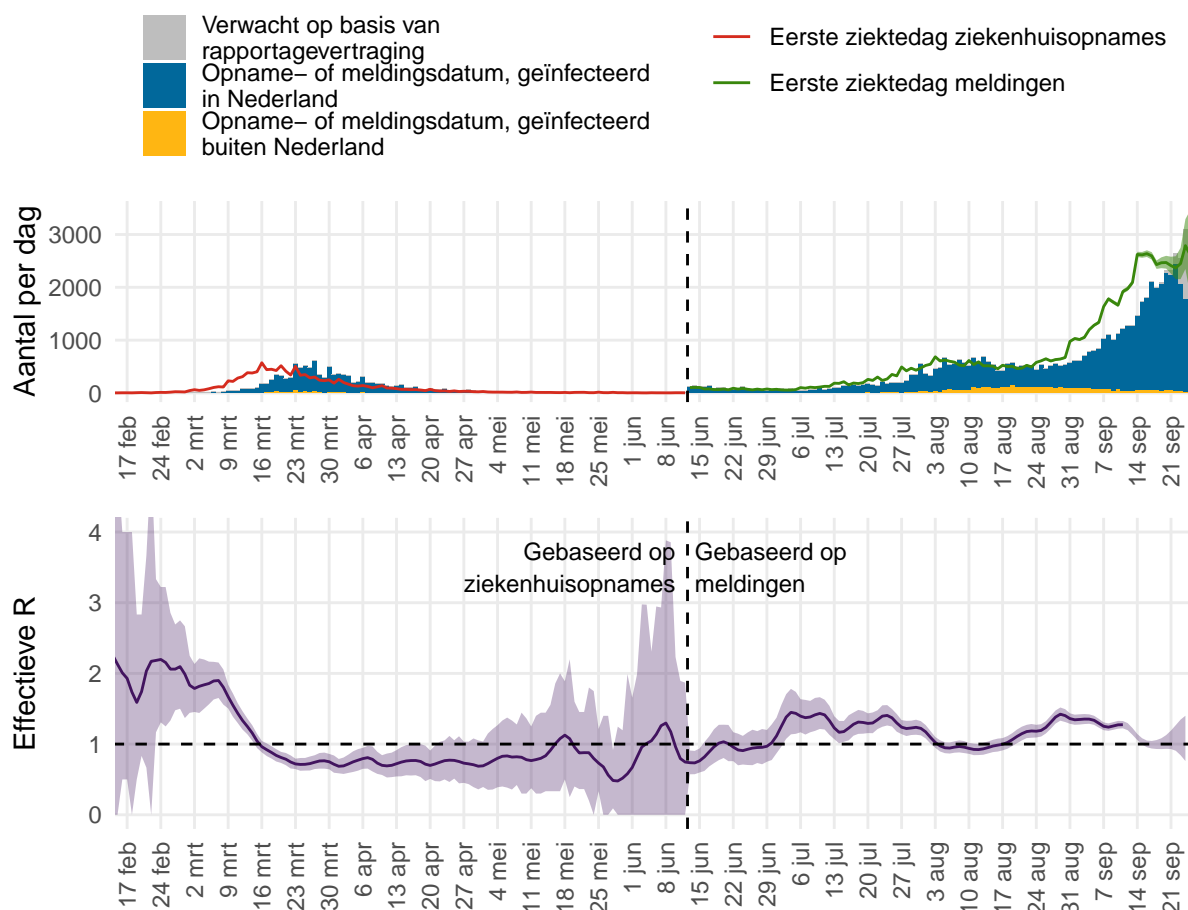 Verwacht op basis van
rapportagevertraging
Opname− of meldingsdatum, geïnfecteerd
in Nederland
Opname− of meldingsdatum, geïnfecteerd
buiten Nederland
Eerste ziektedag ziekenhuisopnames
Eerste ziektedag meldingen
Aantal per dag
3000
2000
1000
0
17 feb
24 feb
2 mrt
9 mrt
16 mrt
23 mrt
30 mrt
6 apr
13 apr
20 apr
27 apr
4 mei
11 mei
18 mei
25 mei
1 jun
8 jun
15 jun
22 jun
29 jun
6 jul
13 jul
20 jul
27 jul
3 aug
10 aug
17 aug
24 aug
31 aug
7 sep
14 sep
21 sep
Effectieve R
4
3
2
1
0
Gebaseerd op
ziekenhuisopnames
Gebaseerd op
meldingen
17 feb
24 feb
2 mrt
9 mrt
16 mrt
23 mrt
30 mrt
6 apr
13 apr
20 apr
27 apr
4 mei
11 mei
18 mei
25 mei
1 jun
8 jun
15 jun
22 jun
29 jun
6 jul
13 jul
20 jul
27 jul
3 aug
10 aug
17 aug
24 aug
31 aug
7 sep
14 sep
21 sep